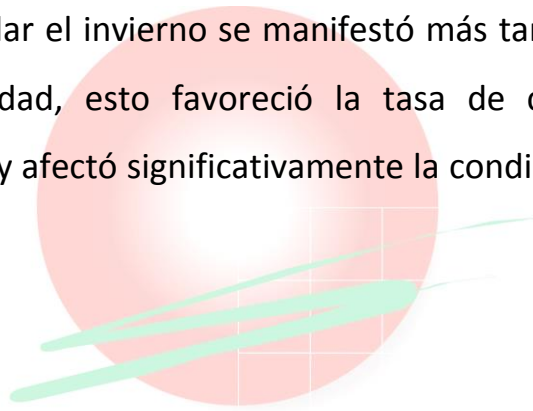 lar el invierno se manifestó más tar
dad, esto favoreció la tasa de
y afectó significativamente la condi